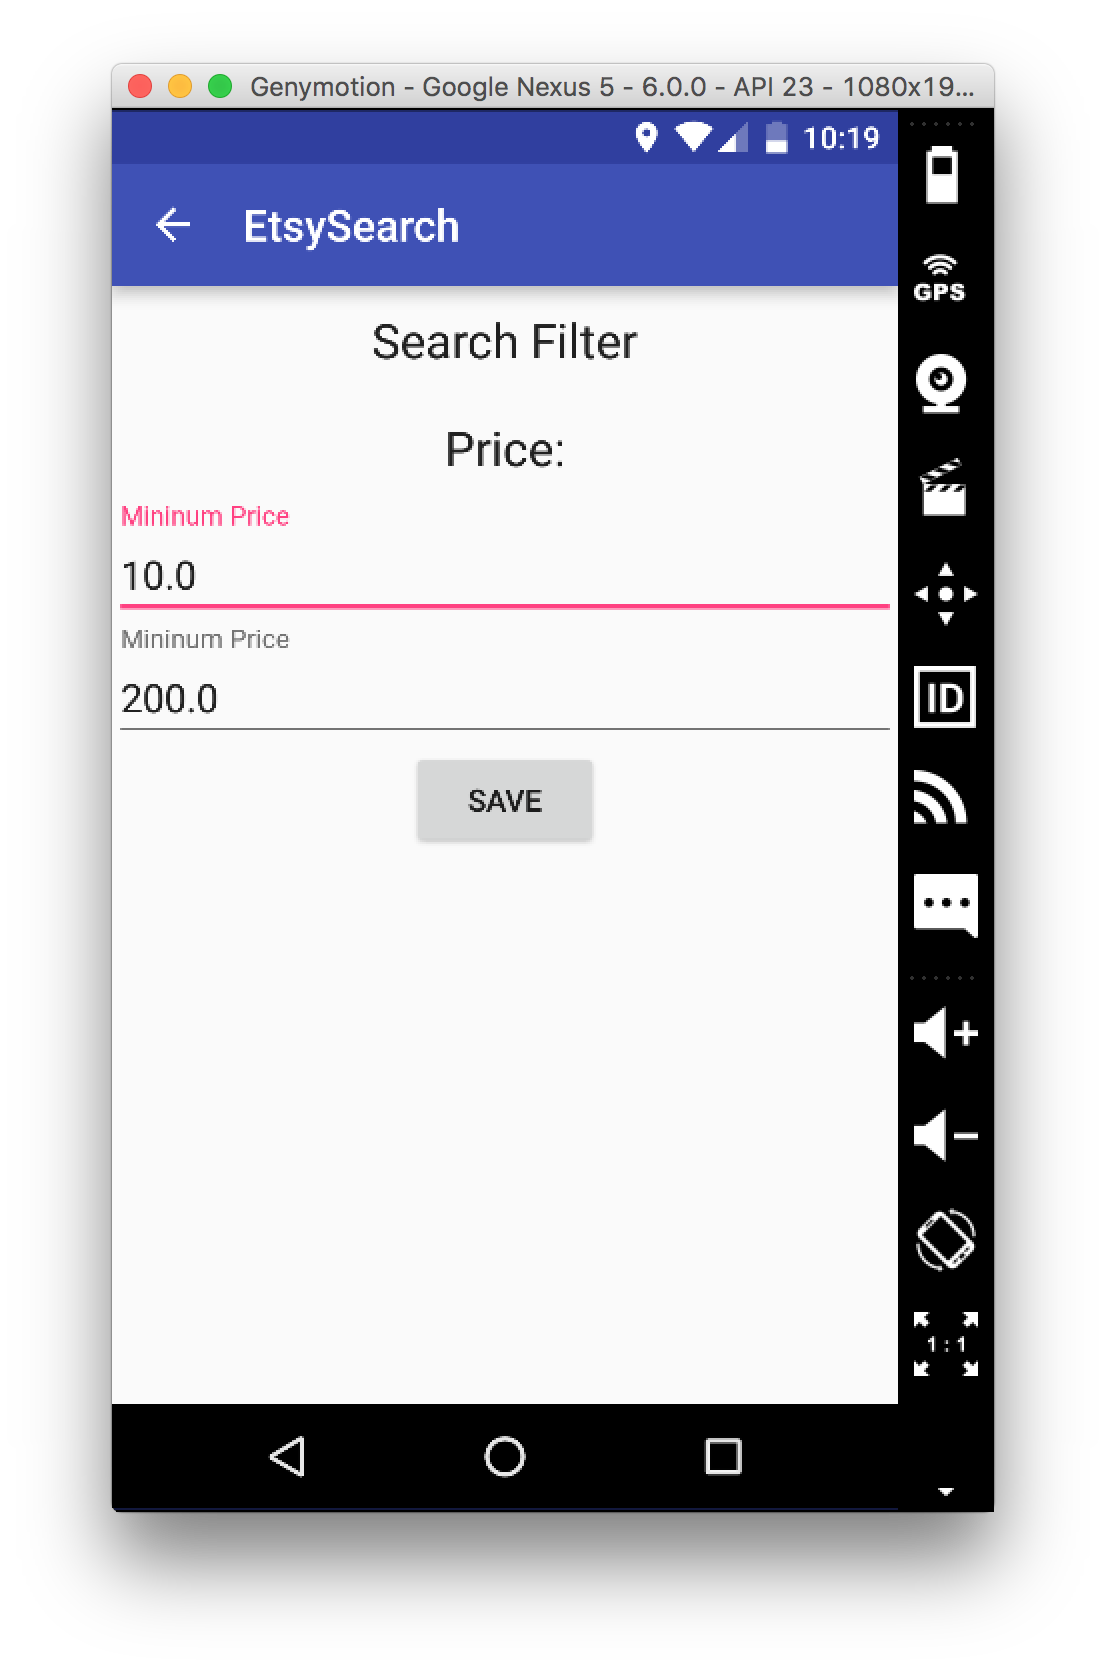 Genymotion - Google Nexus 5 - 6.0.0 - API 23 - 1080x19...
10:19
EtsySearch
GPS
Search Filter
Price:
Mininum Price
10.0
Mininum Price
200.0
ID
SAVE
1 : 1